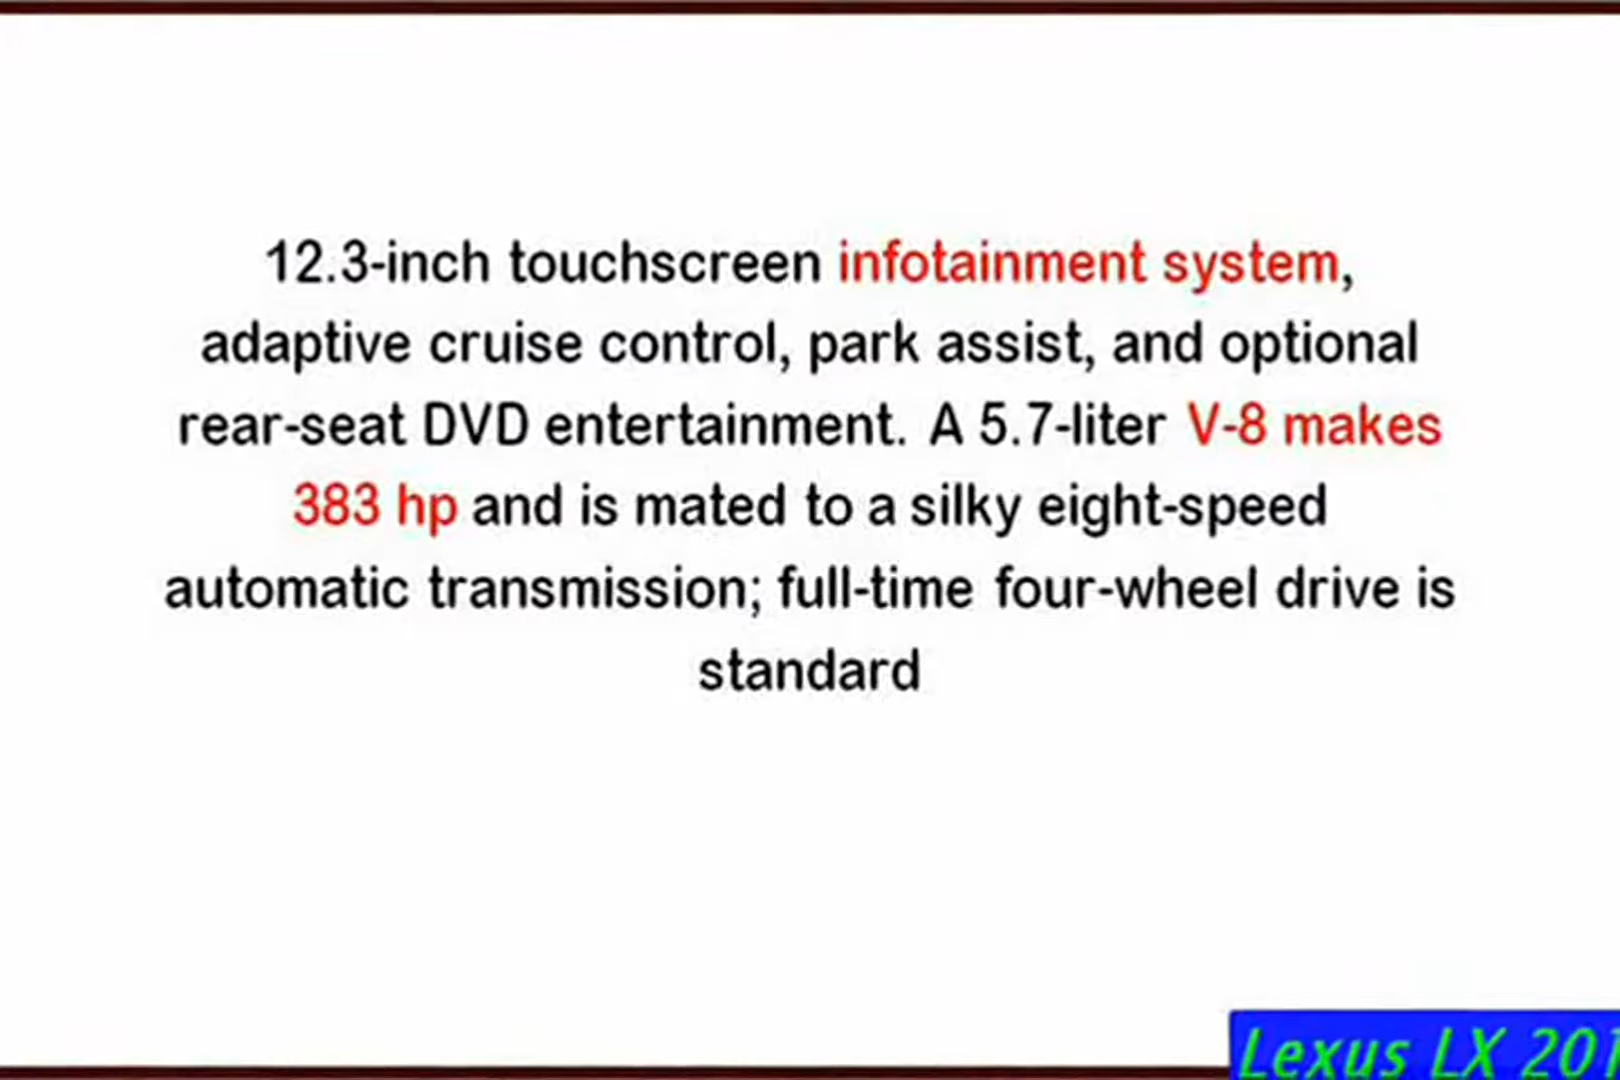 12.3-inch touchscreen infotainment system,
adaptive cruise control, park assist, and optional
rear-seat DVD entertainment. A 5.7-liter V-8 makes
383 hp and is mated to a silky eight-speed
automatic transmission; full-time four-wheel drive is
standard
Lexus LX 201